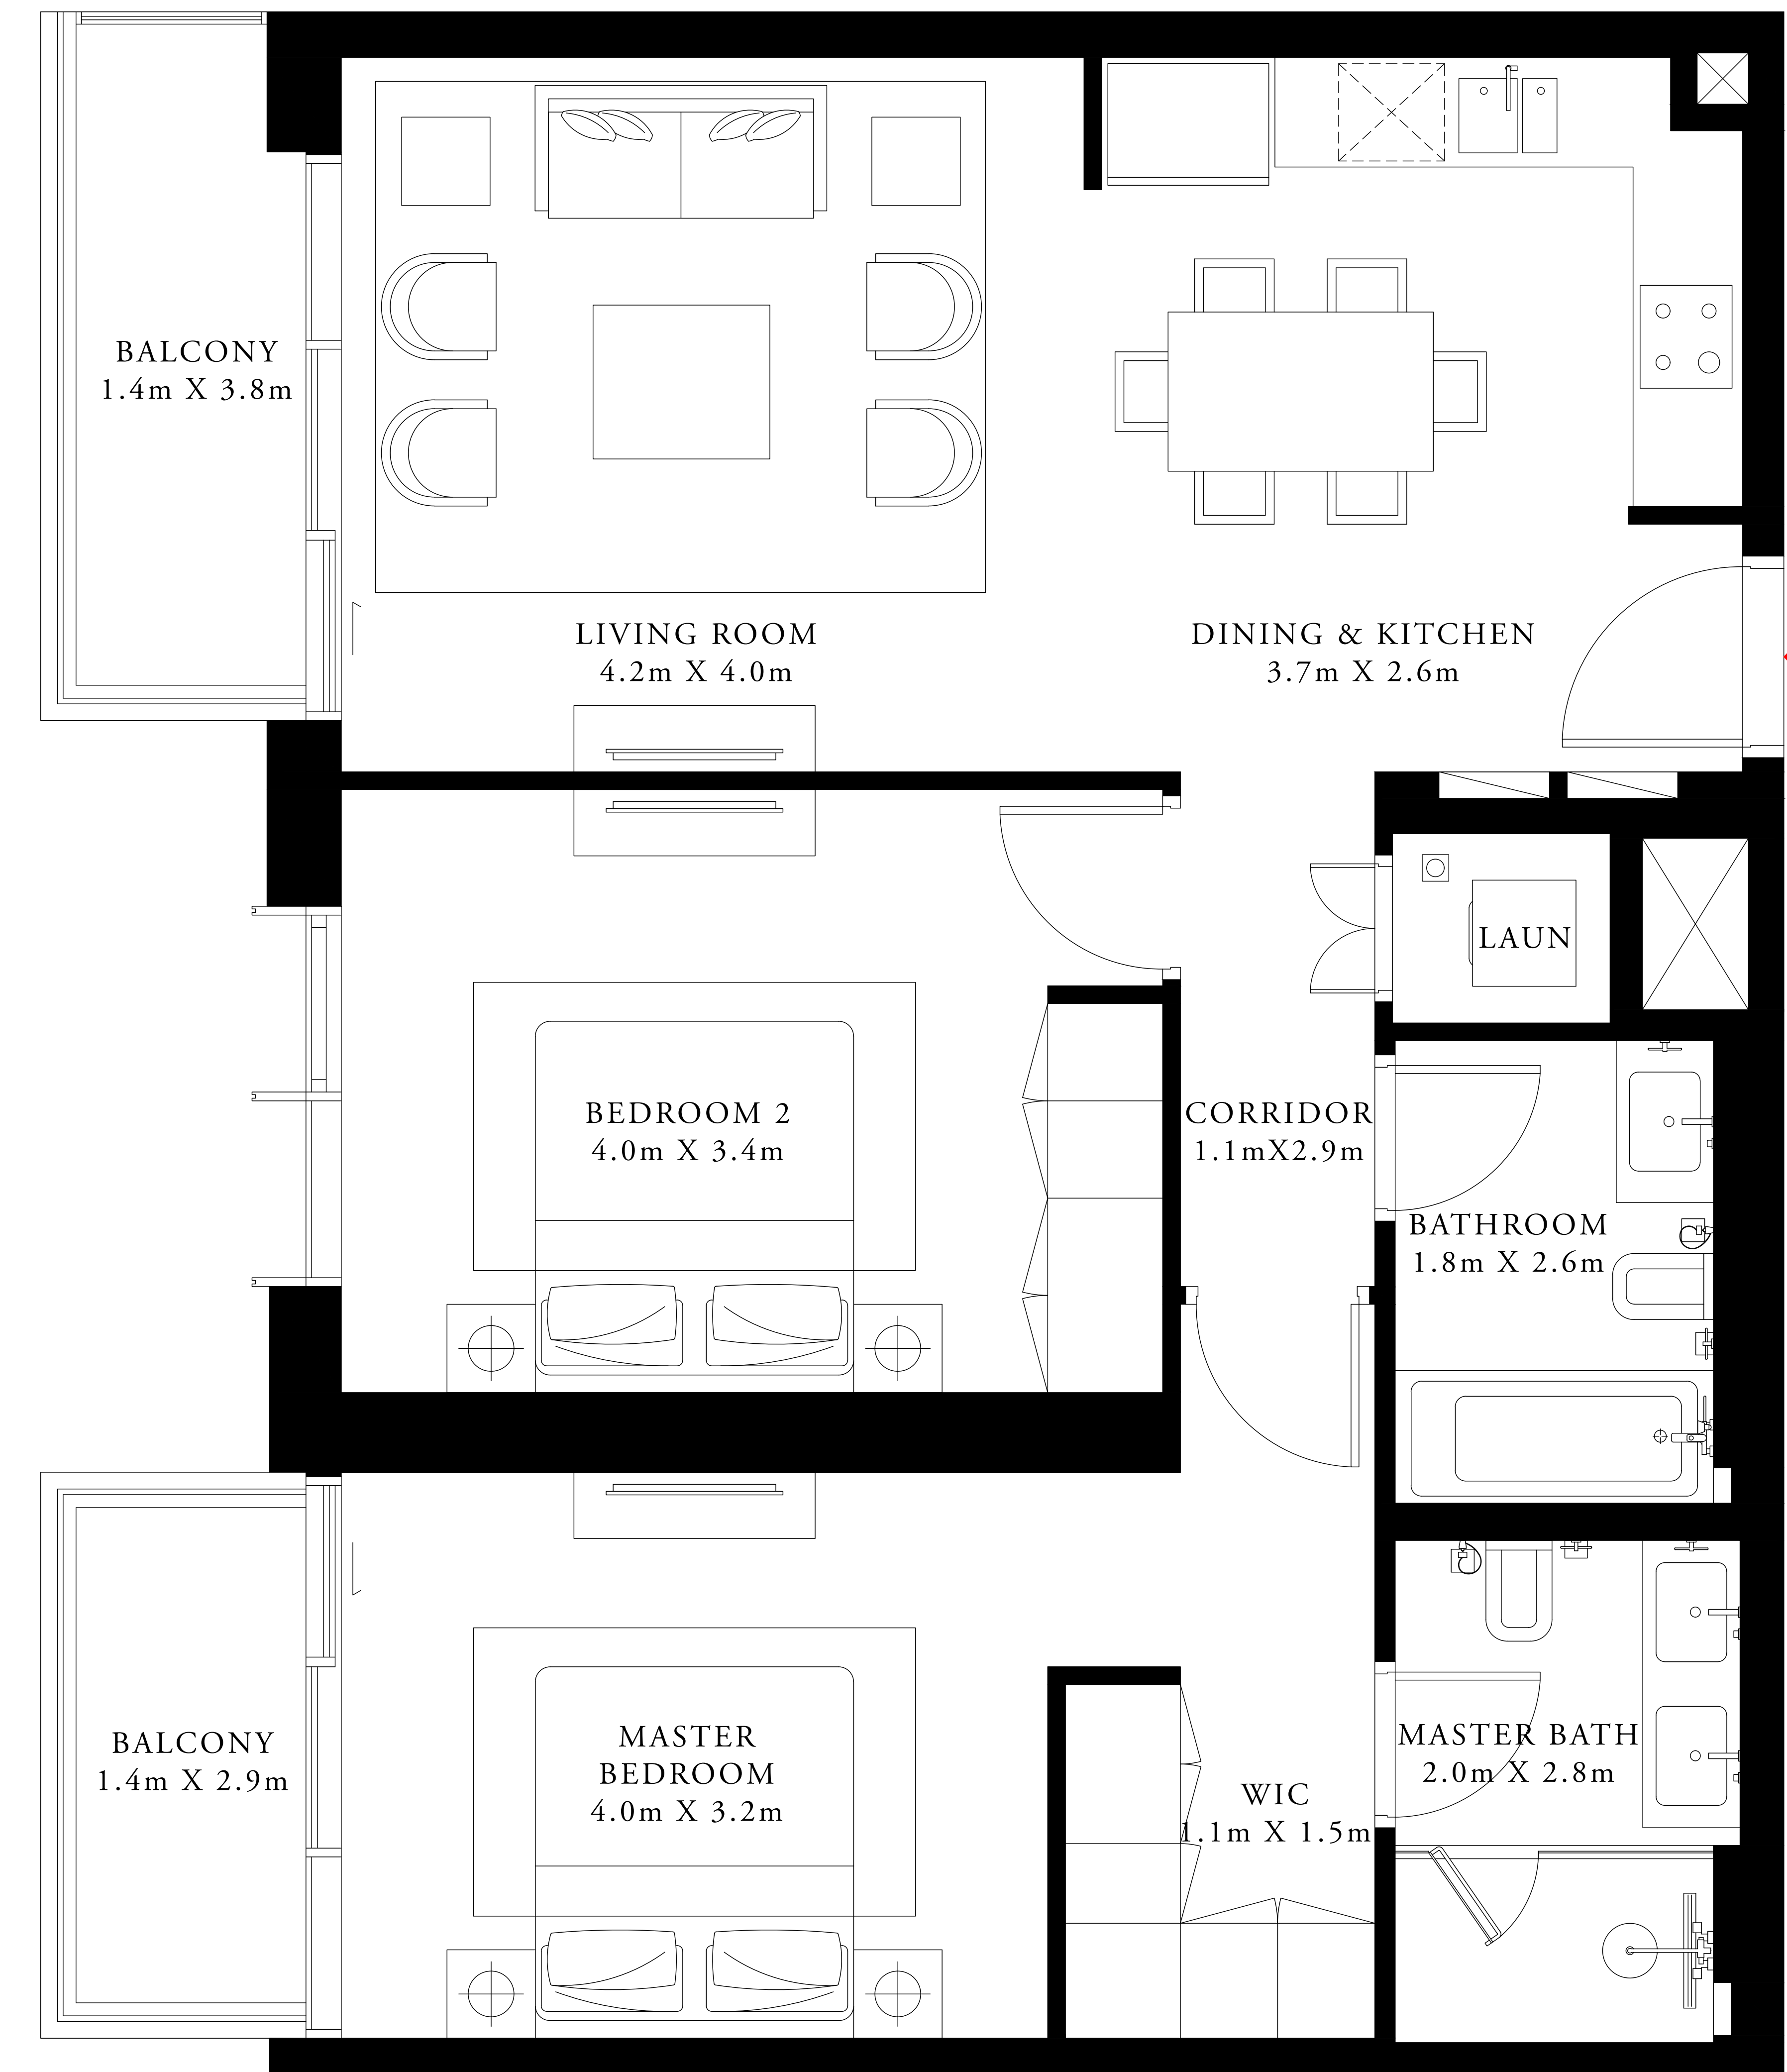 BALCONY
1.4m X 3.8m
LIVING ROOM
4.2m X 4.0m
DINING & KITCHEN
3.7m X 2.6m
LAUN
BEDROOM 2
4.0m X 3.4m
CORRIDOR
1.1mX2.9m
BATHROOM
1.8m X 2.6m
BALCONY
1.4m X 2.9m
MASTER
BEDROOM
4.0m X 3.2m
WIC
1.1m X 1.5m
MASTER BATH
2.0m X 2.8m